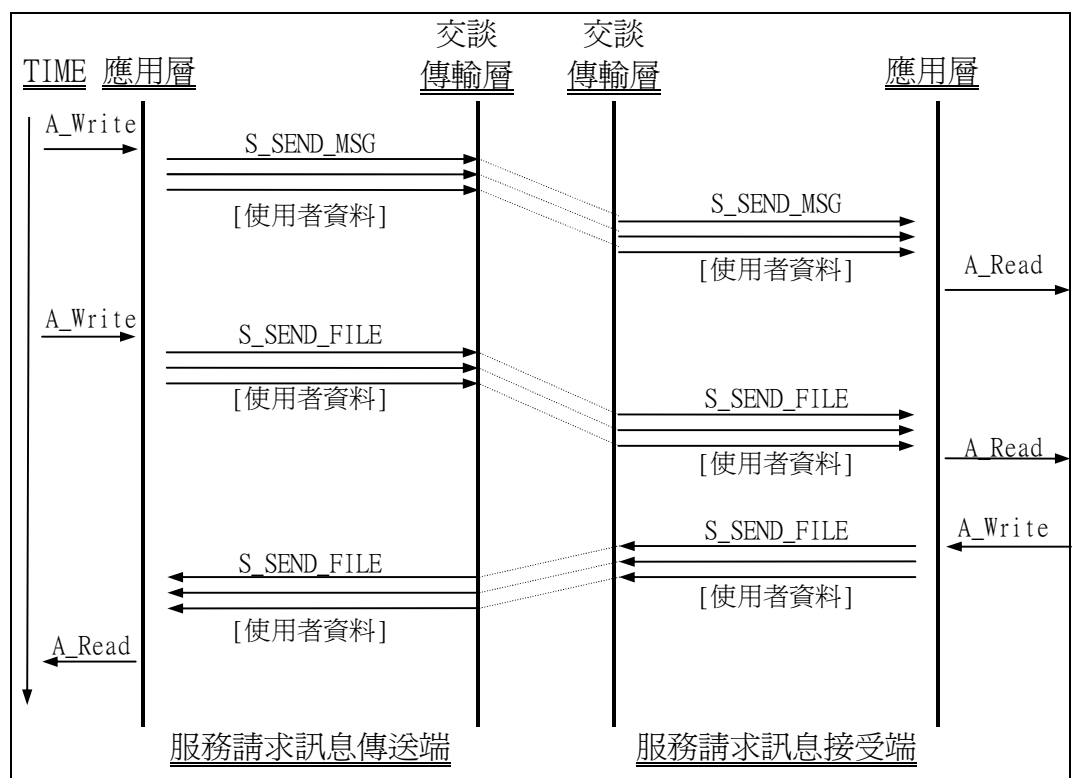 交談 交談
TIME 應用層 傳輸層 傳輸層 應用層
A_Write
S_SEND_MSG
[使用者資料]
S_SEND_MSG
[使用者資料]
A_Read
A_Write
S_SEND_FILE
[使用者資料]
S_SEND_FILE
[使用者資料]
A_Read
S_SEND_FILE
A_Write
S_SEND_FILE
[使用者資料]
[使用者資料]
A_Read
服務請求訊息傳送端 服務請求訊息接受端